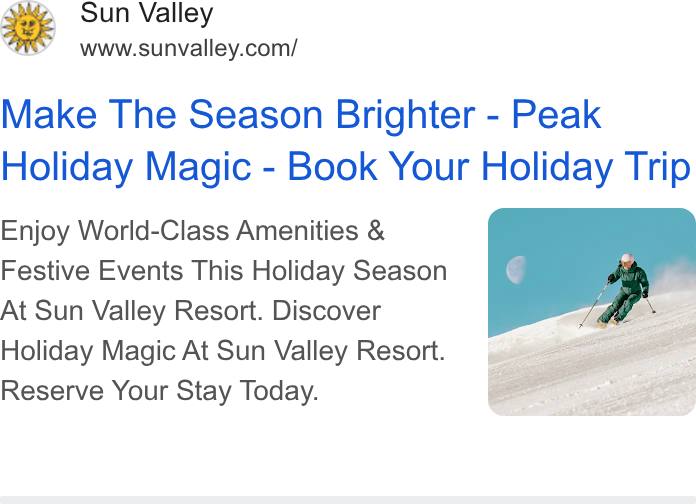 Sun Valley
www.sunvalley.com/
Make The Season Brighter - Peak
Holiday Magic - Book Your Holiday Trip
Enjoy World-Class Amenities &
Festive Events This Holiday Season
At Sun Valley Resort. Discover
Holiday Magic At Sun Valley Resort.
Reserve Your Stay Today.